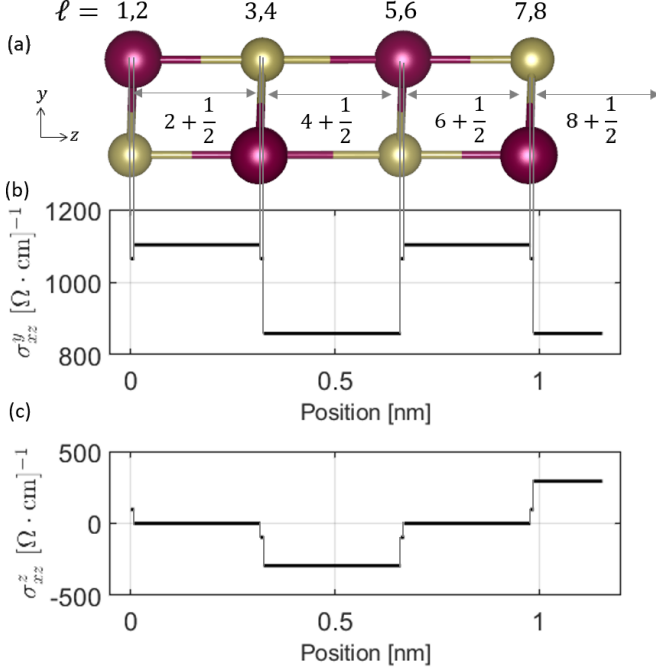 ℓ = 1,2 3,4 5,6 7,8
(a)
y
z
2 + 1/2 4 + 1/2 6 + 1/2 8 + 1/2
(b)
σ_xz^y [Ω · cm]^−1
1200
1000
800
0 0.5 1
Position [nm]
(c)
σ_xz^z [Ω · cm]^−1
500
0
-500
0 0.5 1
Position [nm]